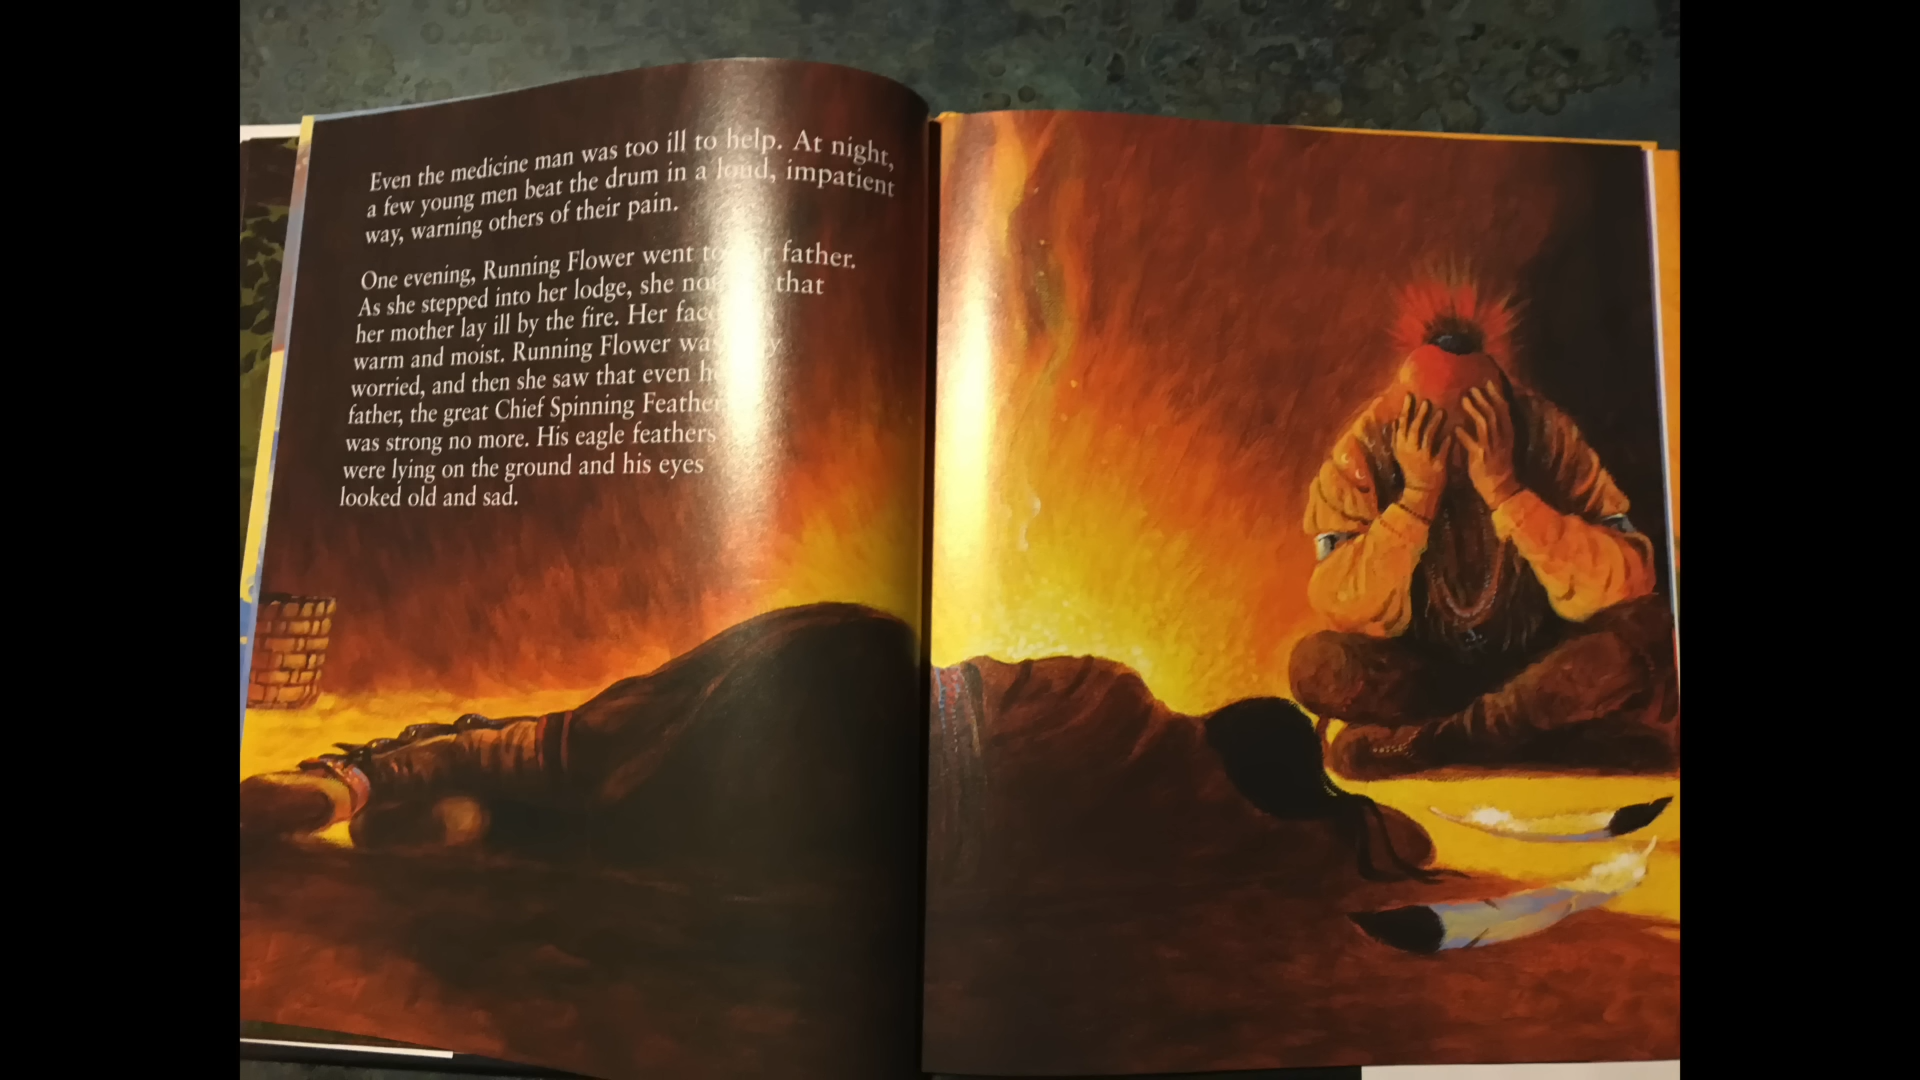 Even the medicine man was too ill to help. At night,
a few young men beat the drum in a loud, impatient
way, warning others of their pain.
One evening, Running Flower went to father.
As she stepped into her lodge, she that
her mother lay ill by the fire. Her
warm and moist. Running Flower
worried, and then she saw that even
father, the great Chief Spinning Feather
was strong no more. His eagle feathers
were lying on the ground and his eyes
looked old and sad.